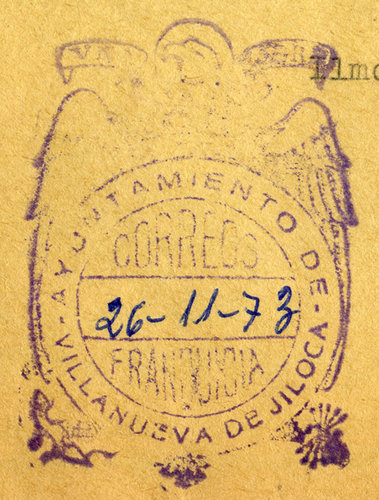 Ilmo
AYUNTAMIENTO DE
CORREOS
26-11-73
FRANQUICIA
VILLANUEVA DE JILOCA